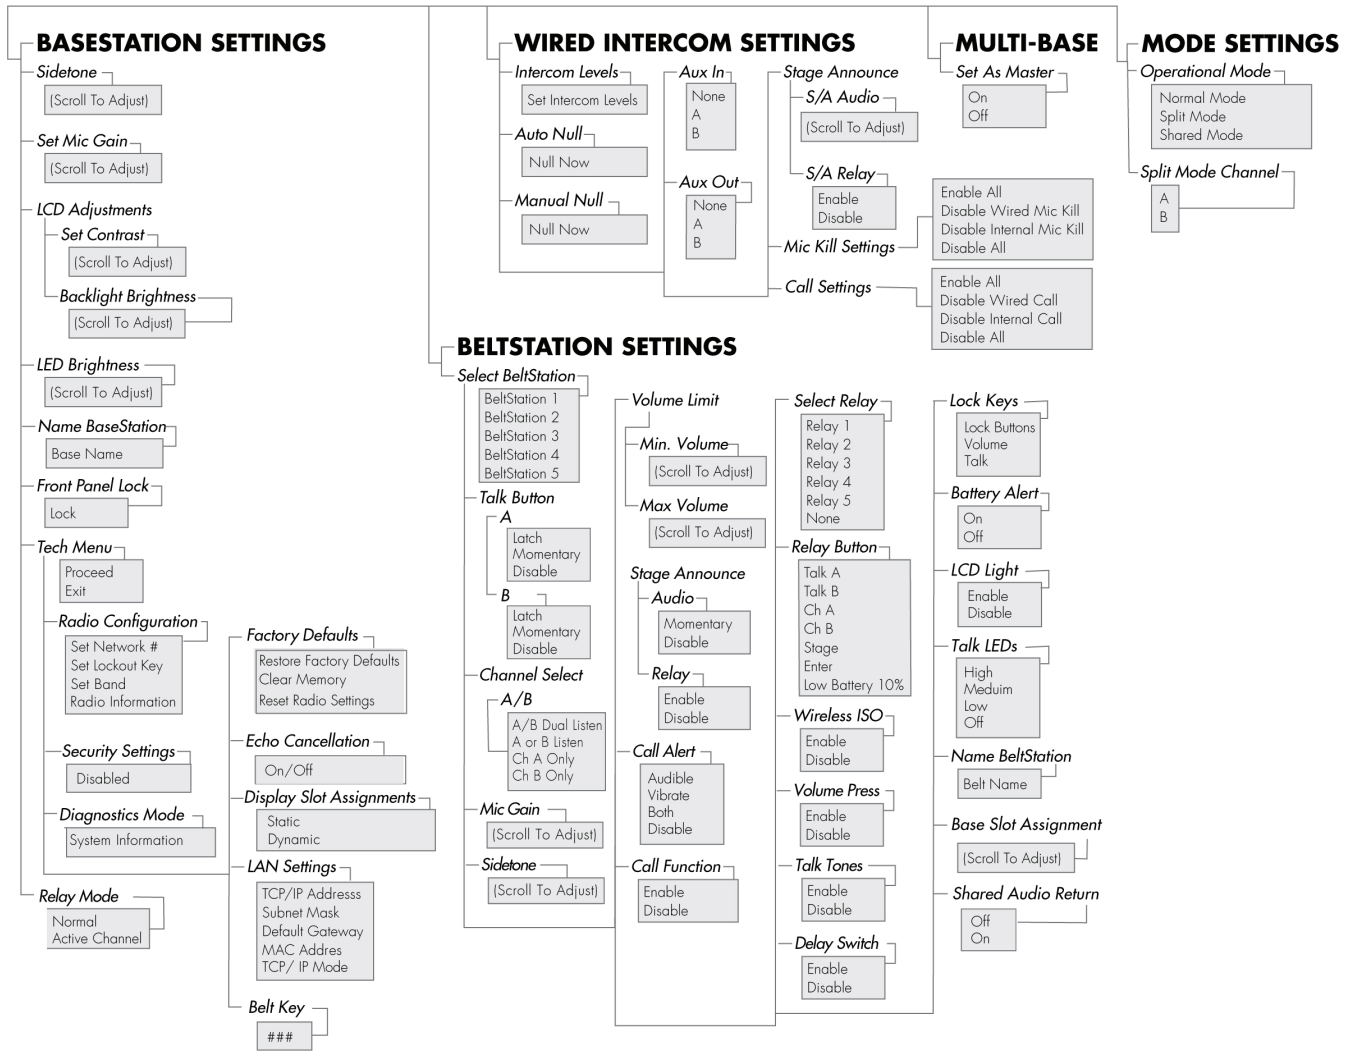 BASESTATION SETTINGS
Sidetone
(Scroll To Adjust)
Set Mic Gain
(Scroll To Adjust)
LCD Adjustments
Set Contrast
(Scroll To Adjust)
Backlight Brightness
(Scroll To Adjust)
LED Brightness
(Scroll To Adjust)
Name BaseStation
Base Name
Front Panel Lock
Lock
Tech Menu
Proceed
Exit
Radio Configuration
Set Network #
Set Lockout Key
Set Band
Radio Information
Security Settings
Disabled
Diagnostics Mode
System Information
Factory Defaults
Restore Factory Defaults
Clear Memory
Reset Radio Settings
Echo Cancellation
On/Off
Display Slot Assignments
Static
Dynamic
LAN Settings
TCP/IP Addresss
Subnet Mask
Default Gateway
MAC Addres
TCP/ IP Mode
Belt Key
###
Relay Mode
Normal
Active Channel
WIRED INTERCOM SETTINGS
Intercom Levels
Set Intercom Levels
Auto Null
Null Now
Manual Null
Null Now
Aux In
None
A
B
Aux Out
None
A
B
Stage Announce
S/A Audio
(Scroll To Adjust)
S/A Relay
Enable
Disable
Mic Kill Settings
Enable All
Disable Wired Mic Kill
Disable Internal Mic Kill
Disable All
Call Settings
Enable All
Disable Wired Call
Disable Internal Call
Disable All
MULTI-BASE
Set As Master
On
Off
MODE SETTINGS
Operational Mode
Normal Mode
Split Mode
Shared Mode
Split Mode Channel
A
B
BELTSTATION SETTINGS
Select BeltStation
BeltStation 1
BeltStation 2
BeltStation 3
BeltStation 4
BeltStation 5
Talk Button
A
Latch
Momentary
Disable
B
Latch
Momentary
Disable
Channel Select
A/B
A/B Dual Listen
A or B Listen
Ch A Only
Ch B Only
Mic Gain
(Scroll To Adjust)
Sidetone
(Scroll To Adjust)
Volume Limit
Min. Volume
(Scroll To Adjust)
Max Volume
(Scroll To Adjust)
Stage Announce
Audio
Momentary
Disable
Relay
Enable
Disable
Call Alert
Audible
Vibrate
Both
Disable
Call Function
Enable
Disable
Select Relay
Relay 1
Relay 2
Relay 3
Relay 4
Relay 5
None
Relay Button
Talk A
Talk B
Ch A
Ch B
Stage
Enter
Low Battery 10%
Wireless ISO
Enable
Disable
Volume Press
Enable
Disable
Talk Tones
Enable
Disable
Delay Switch
Enable
Disable
Lock Keys
Lock Buttons
Volume
Talk
Battery Alert
On
Off
LCD Light
Enable
Disable
Talk LEDs
High
Meduim
Low
Off
Name BeltStation
Belt Name
Base Slot Assignment
(Scroll To Adjust)
Shared Audio Return
Off
On